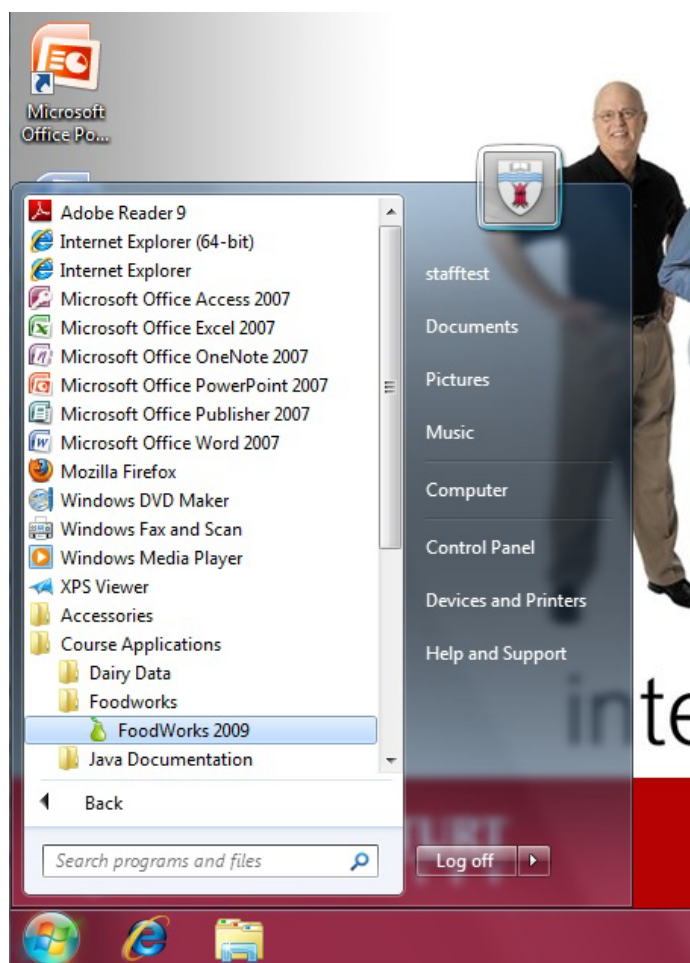 Microsoft
Office Po...
Adobe Reader 9
Internet Explorer (64-bit)
Internet Explorer
Microsoft Office Access 2007
Microsoft Office Excel 2007
Microsoft Office OneNote 2007
Microsoft Office PowerPoint 2007
Microsoft Office Publisher 2007
Microsoft Office Word 2007
Mozilla Firefox
Windows DVD Maker
Windows Fax and Scan
Windows Media Player
XPS Viewer
Accessories
Course Applications
Dairy Data
Foodworks
FoodWorks 2009
Java Documentation
Back
Search programs and files
stafftest
Documents
Pictures
Music
Computer
Control Panel
Devices and Printers
Help and Support
Log off
inte